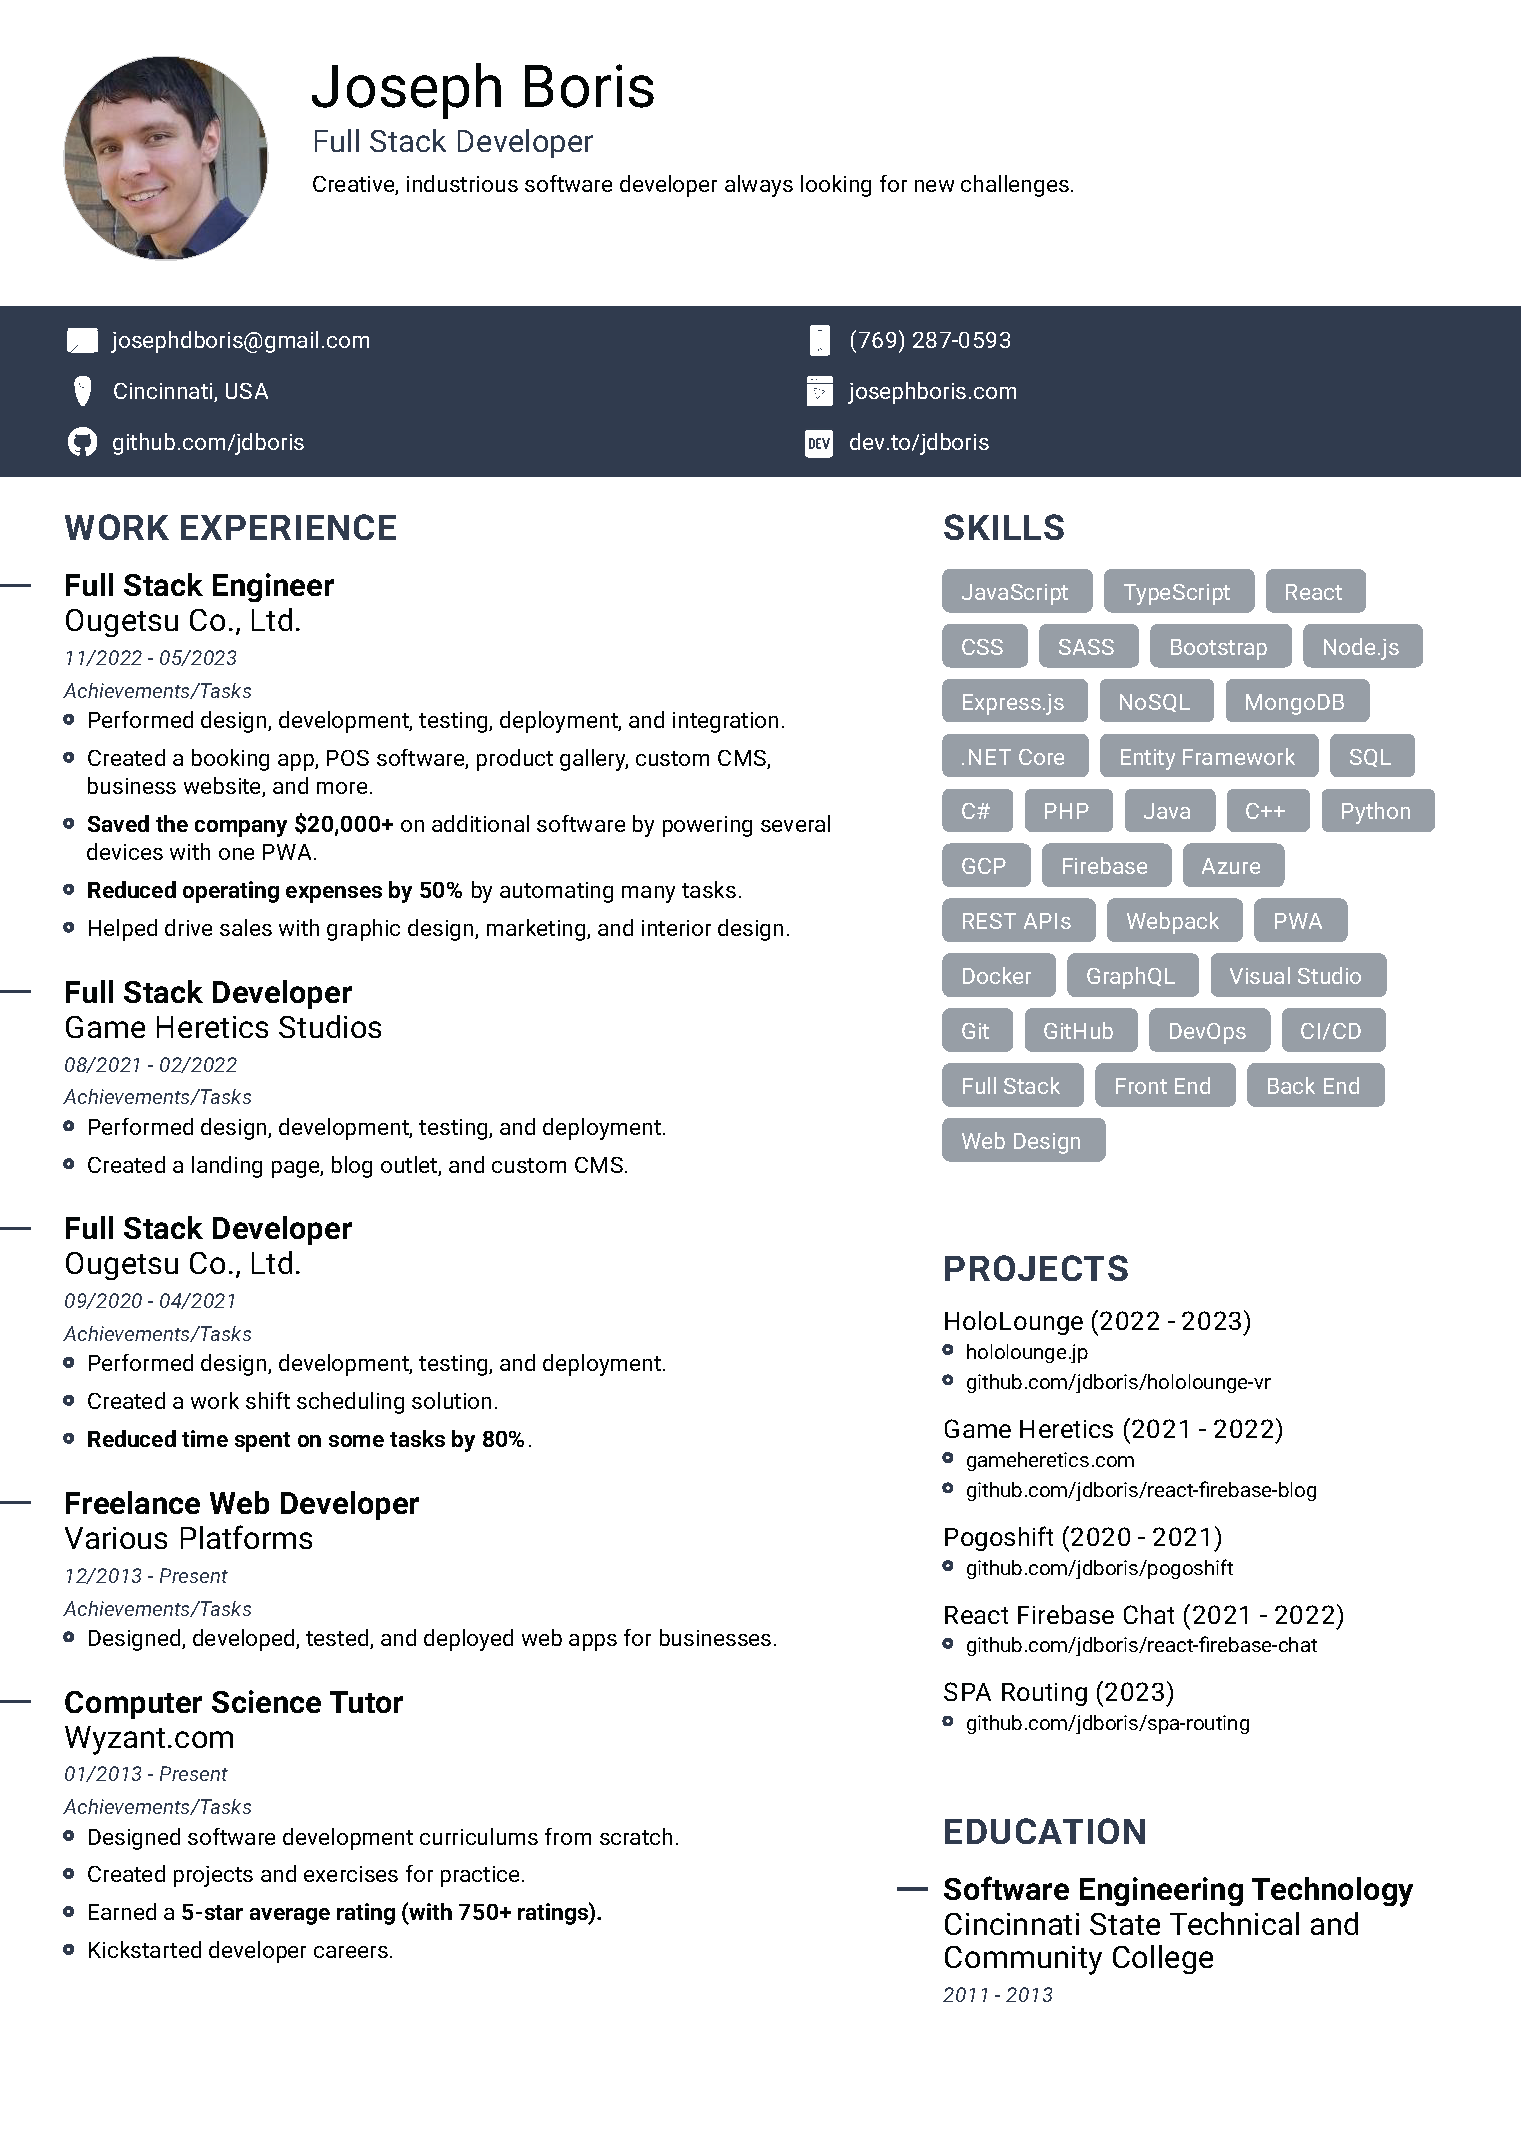 Joseph Boris
Full Stack Developer
Creative, industrious software developer always looking for new challenges.
josephdboris@gmail.com
(769) 287-0593
Cincinnati, USA
josephboris.com
github.com/jdboris
DEV
dev.to/jdboris
WORK EXPERIENCE
Full Stack Engineer
Ougetsu Co., Ltd.
11/2022 - 05/2023
Achievements/Tasks
Performed design, development, testing, deployment, and integration.
Created a booking app, POS software, product gallery, custom CMS,
business website, and more.
Saved the company $20,000+ on additional software by powering several
devices with one PWA.
Reduced operating expenses by 50% by automating many tasks.
Helped drive sales with graphic design, marketing, and interior design.
Full Stack Developer
Game Heretics Studios
08/2021 - 02/2022
Achievements/Tasks
Performed design, development, testing, and deployment.
Created a landing page, blog outlet, and custom CMS.
Full Stack Developer
Ougetsu Co., Ltd.
09/2020 - 04/2021
Achievements/Tasks
Performed design, development, testing, and deployment.
Created a work shift scheduling solution.
Reduced time spent on some tasks by 80%.
Freelance Web Developer
Various Platforms
12/2013 - Present
Achievements/Tasks
Designed, developed, tested, and deployed web apps for businesses.
Computer Science Tutor
Wyzant.com
01/2013 - Present
Achievements/Tasks
Designed software development curriculums from scratch.
Created projects and exercises for practice.
Earned a 5-star average rating (with 750+ ratings).
Kickstarted developer careers.
SKILLS
JavaScript TypeScript React
CSS SASS Bootstrap Node.js
Express.js NoSQL MongoDB
.NET Core Entity Framework SQL
C# PHP Java C++ Python
GCP Firebase Azure
REST APIs Webpack PWA
Docker GraphQL Visual Studio
Git GitHub DevOps CI/CD
Full Stack Front End Back End
Web Design
PROJECTS
HoloLounge (2022 - 2023)
hololounge.jp
github.com/jdboris/hololounge-vr
Game Heretics (2021 - 2022)
gameheretics.com
github.com/jdboris/react-firebase-blog
Pogoshift (2020 - 2021)
github.com/jdboris/pogoshift
React Firebase Chat (2021 - 2022)
github.com/jdboris/react-firebase-chat
SPA Routing (2023)
github.com/jdboris/spa-routing
EDUCATION
Software Engineering Technology
Cincinnati State Technical and
Community College
2011 - 2013